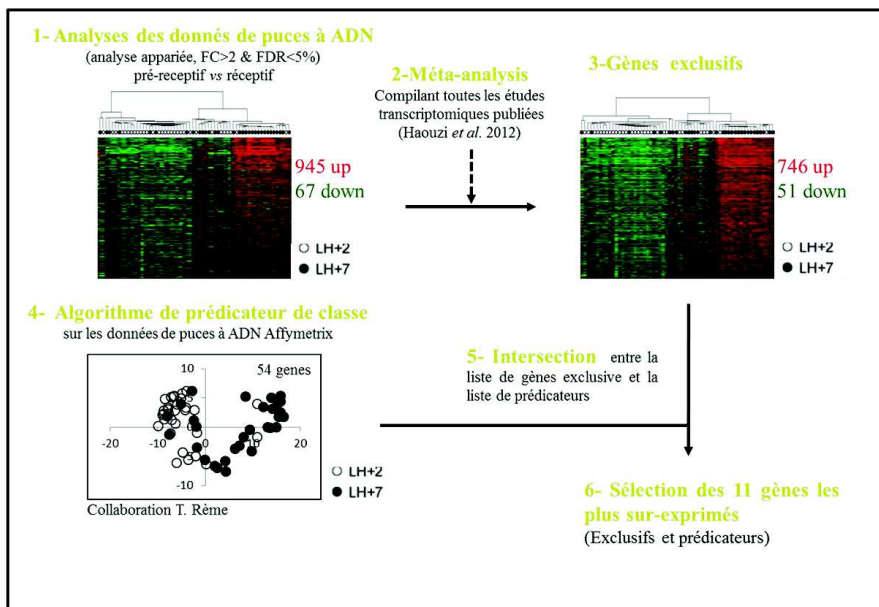 1- Analyses des donnés de puces à ADN
(analyse appariée, FC>2 & FDR<5%)
pré-receptif vs réceptif
945 up
67 down
LH+2
LH+7
2-Méta-analysis
Compilant toutes les études
transcriptomiques publiées
(Haouzi et al. 2012)
3-Gènes exclusifs
746 up
51 down
LH+2
LH+7
4- Algorithme de prédicateur de classe
sur les données de puces à ADN Affymetrix
54 genes
10
-20
-10
0
10
20
-10
LH+2
LH+7
Collaboration T. Rème
5- Intersection entre la
liste de gènes exclusive et la
liste de prédicateurs
6- Sélection des 11 gènes les
plus sur-exprimés
(Exclusifs et prédicateurs)